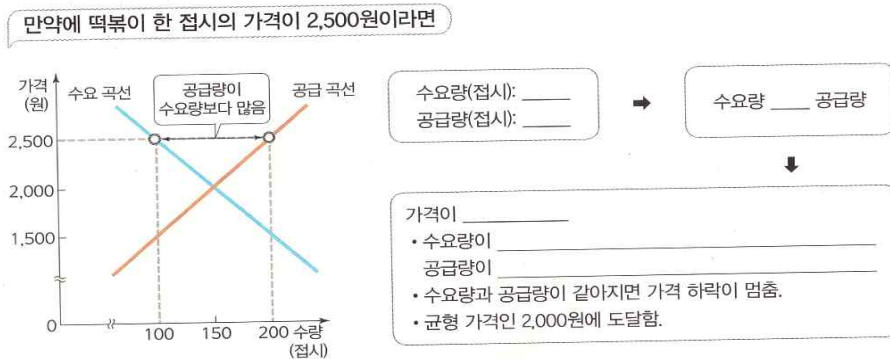 만약에 떡볶이 한 접시의 가격이 2,500원이라면
가격
(원)
수요 곡선
공급량이
수요량보다 많음
공급 곡선
2,500
2,000
1,500
0
100
150
200
수량
(접시)
수요량(접시): ____
공급량(접시): ____
수요량 ____ 공급량
가격이 ____
• 수요량이 ____
공급량이 ____
• 수요량과 공급량이 같아지면 가격 하락이 멈춤.
• 균형 가격인 2,000원에 도달함.